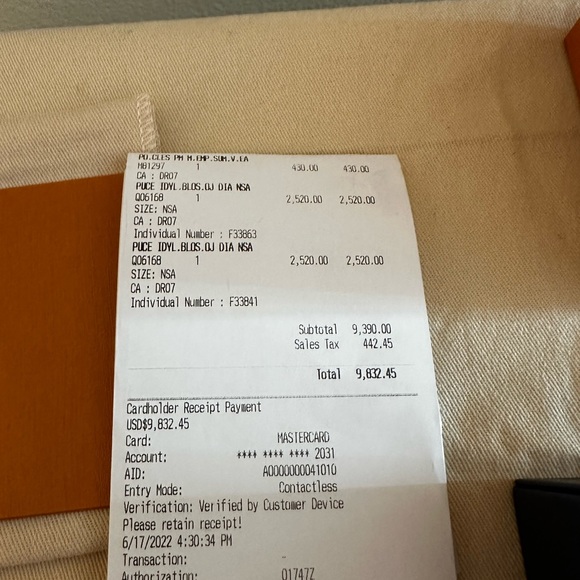 PO.CLES PM M.EMP.SOM.V.EA
M81297 1 430.00 430.00
CA : DR07
PUCE IDYL.BLOS.OJ DIA NSA
Q06168 1 2,520.00 2,520.00
SIZE: NSA
CA : DR07
Individual Number : F33863
PUCE IDYL.BLOS.OJ DIA NSA
Q06168 1 2,520.00 2,520.00
SIZE: NSA
CA : DR07
Individual Number : F33841
Subtotal 9,390.00
Sales Tax 442.45
Total 9,832.45
Cardholder Receipt Payment
USD$9,832.45
Card: MASTERCARD
Account: **** **** **** 2031
AID: A0000000041010
Entry Mode: Contactless
Verification: Verified by Customer Device
Please retain receipt!
6/17/2022 4:30:34 PM
Transaction: -
Authorization: 01747Z